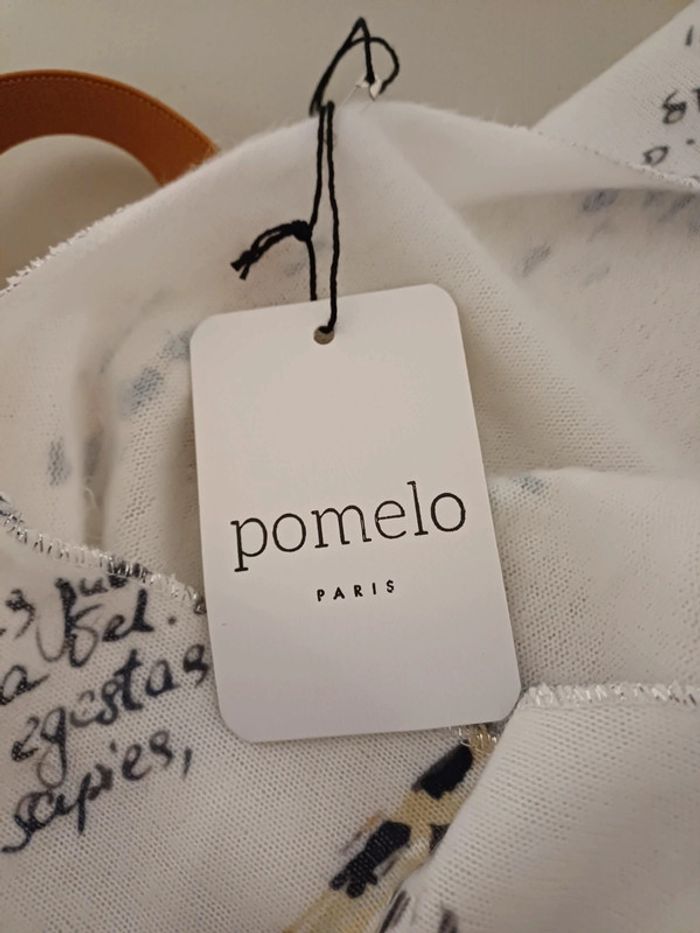 pomelo
PARIS
egestas
sapies,